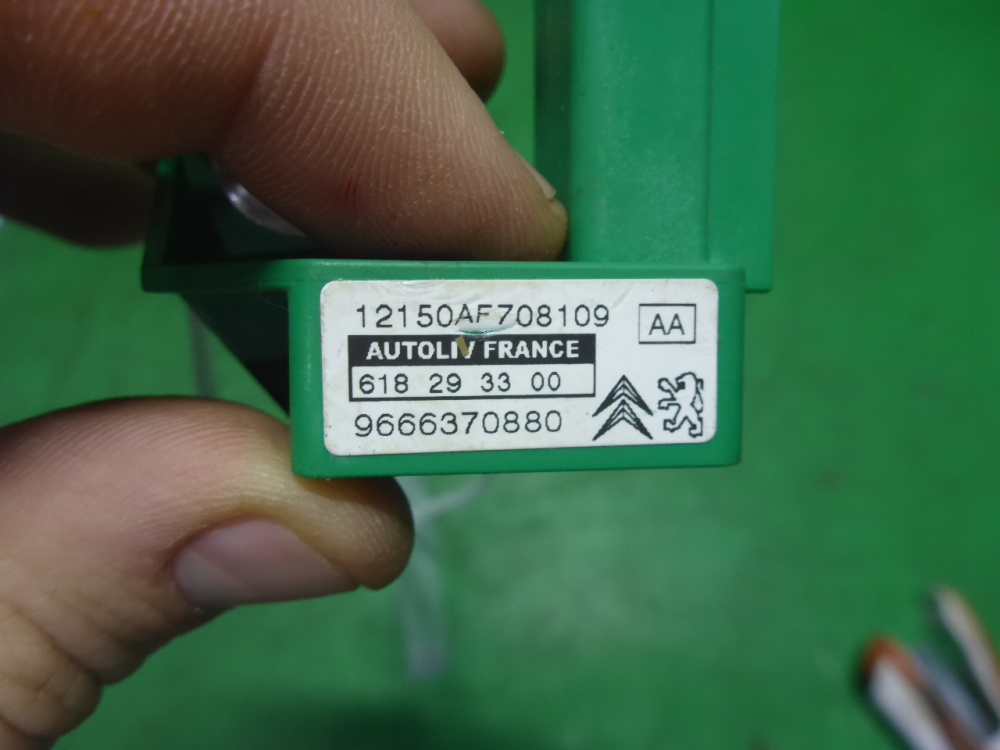 12150AF708109
AA
AUTOLIV FRANCE
618 29 33 00
9666370880